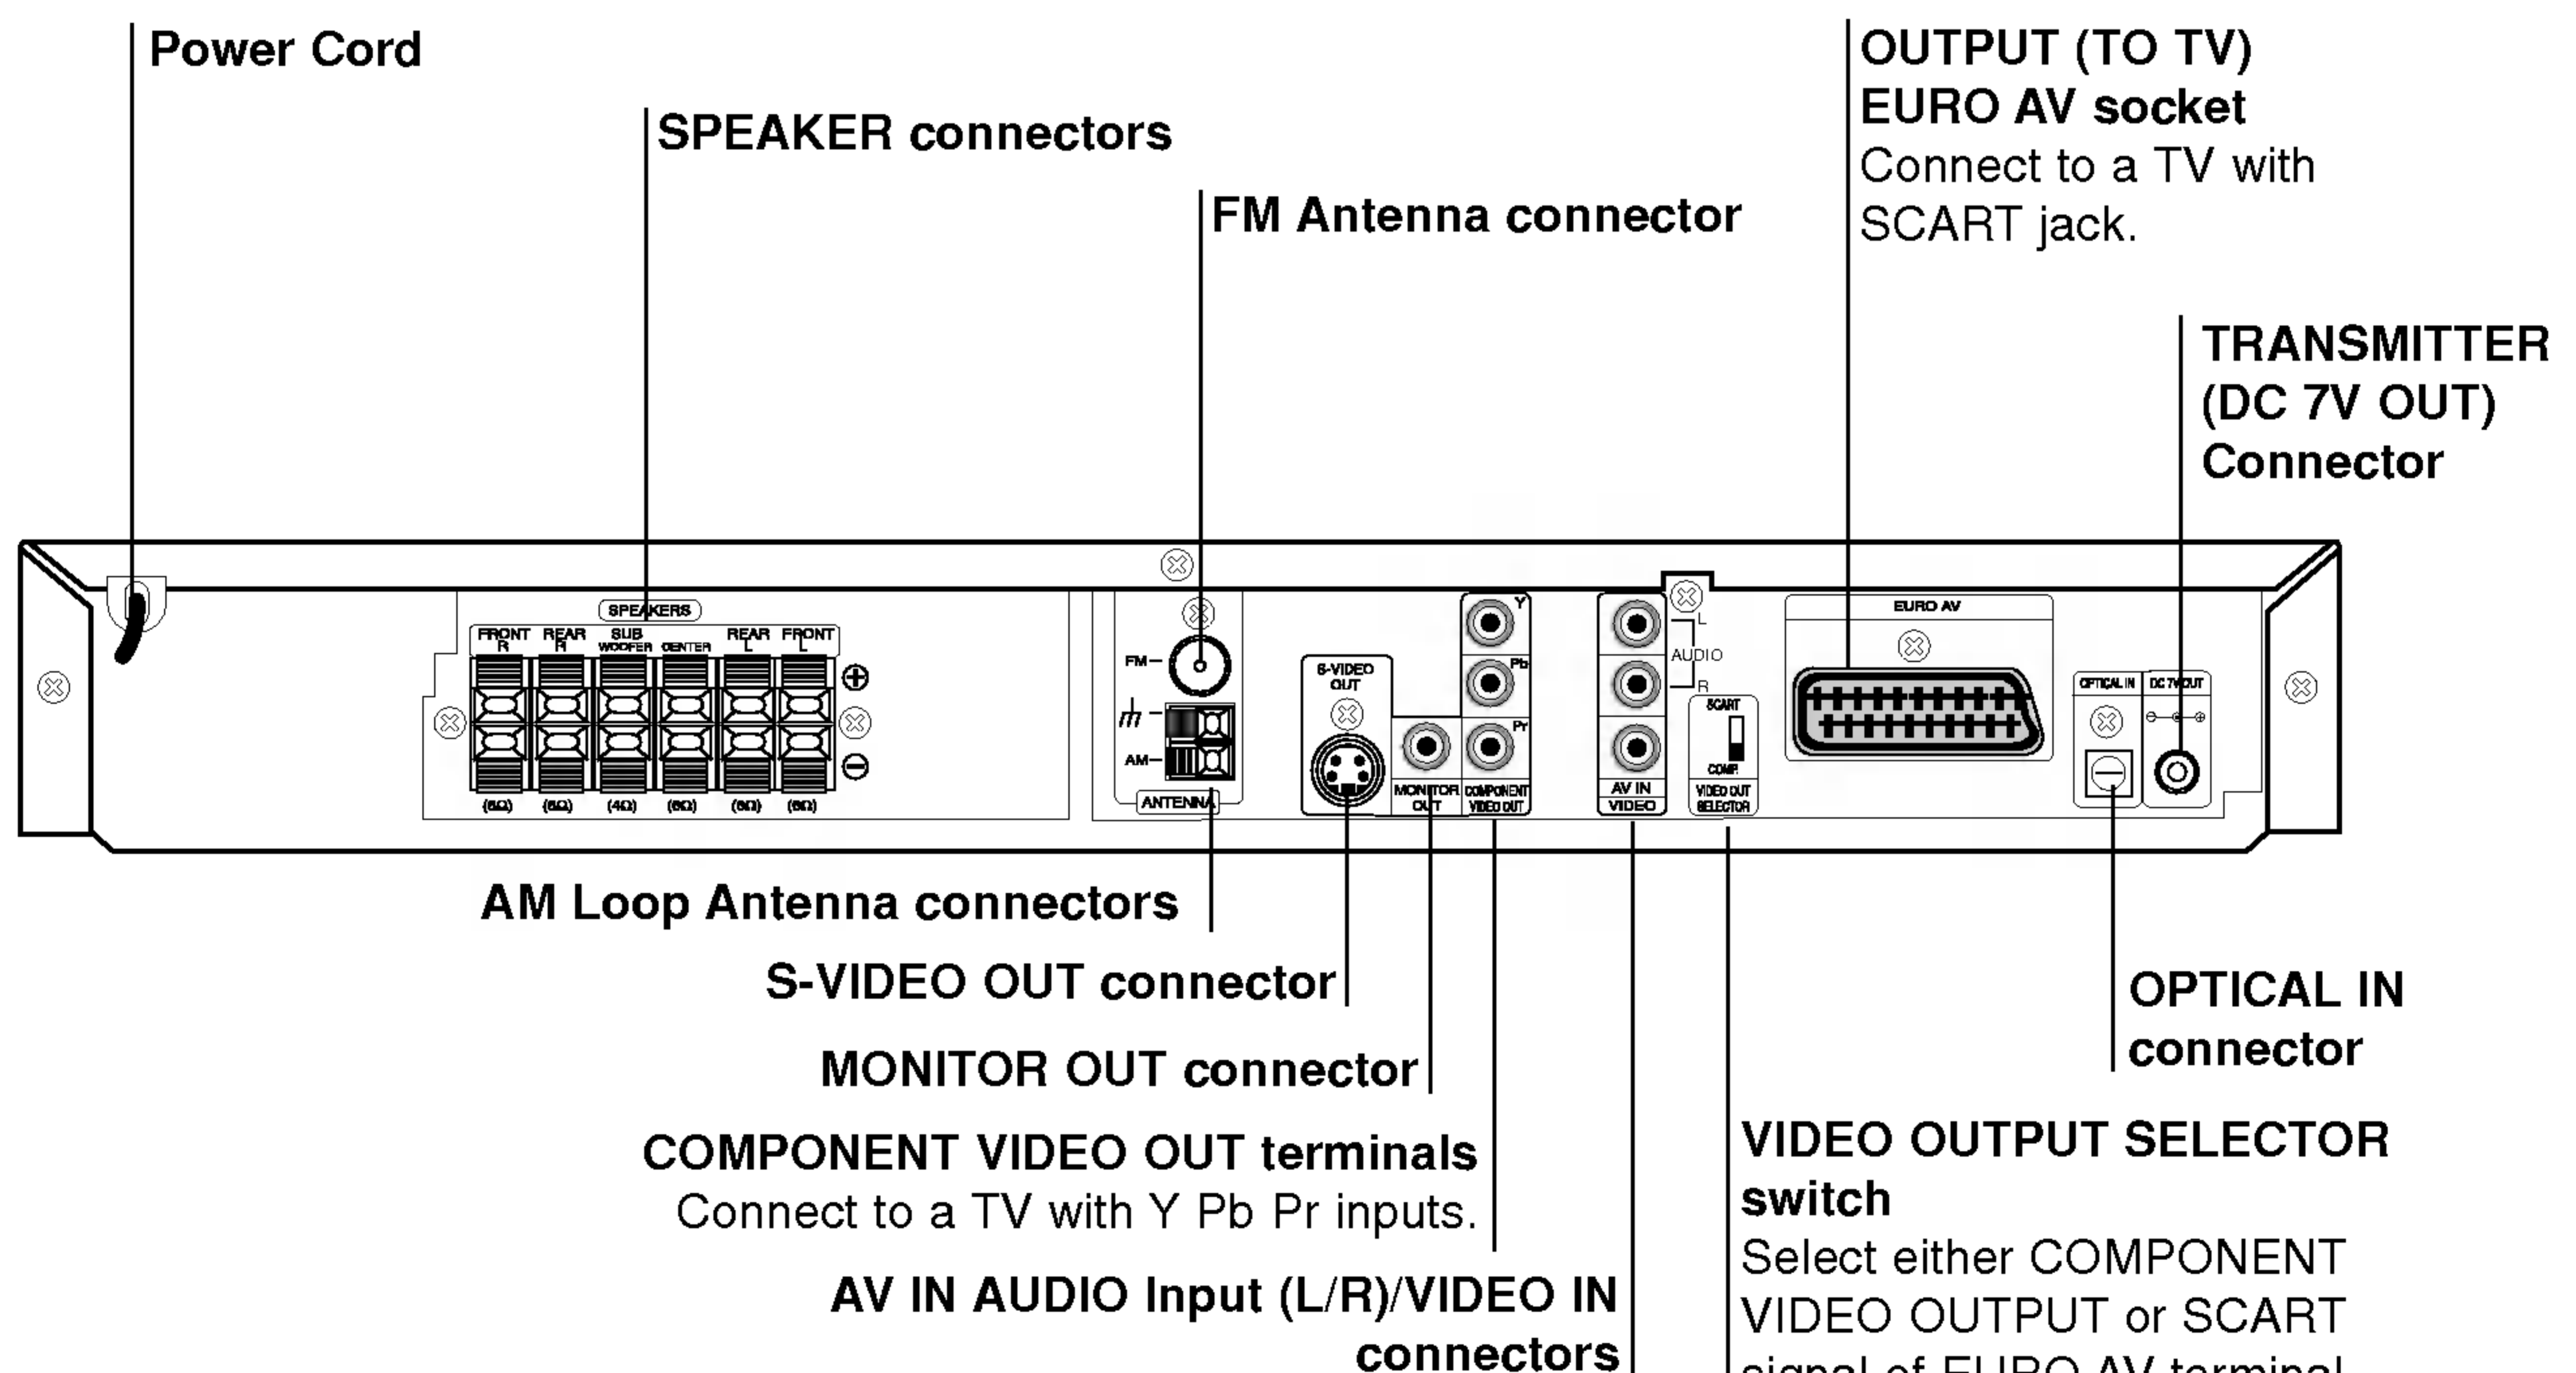 Power Cord
SPEAKER connectors
FM Antenna connector
OUTPUT (TO TV)
EURO AV socket
Connect to a TV with
SCART jack.
TRANSMITTER
(DC 7V OUT)
Connector
SPEAKERS
FRONT R
REAR R
SUB WOOFER
CENTER
REAR L
FRONT L
(4Ω)
FM
AM
ANTENNA
S-VIDEO
OUT
MONITOR
OUT
Y
Pb
Pr
COMPONENT
VIDEO OUT
L
AUDIO
R
AV IN
VIDEO
SCART
COMP.
VIDEO OUT
SELECTOR
EURO AV
OPTICAL IN
DC 7V OUT
AM Loop Antenna connectors
S-VIDEO OUT connector
MONITOR OUT connector
COMPONENT VIDEO OUT terminals
Connect to a TV with Y Pb Pr inputs.
AV IN AUDIO Input (L/R)/VIDEO IN
connectors
OPTICAL IN
connector
VIDEO OUTPUT SELECTOR
switch
Select either COMPONENT
VIDEO OUTPUT or SCART
signal of EURO AV terminal